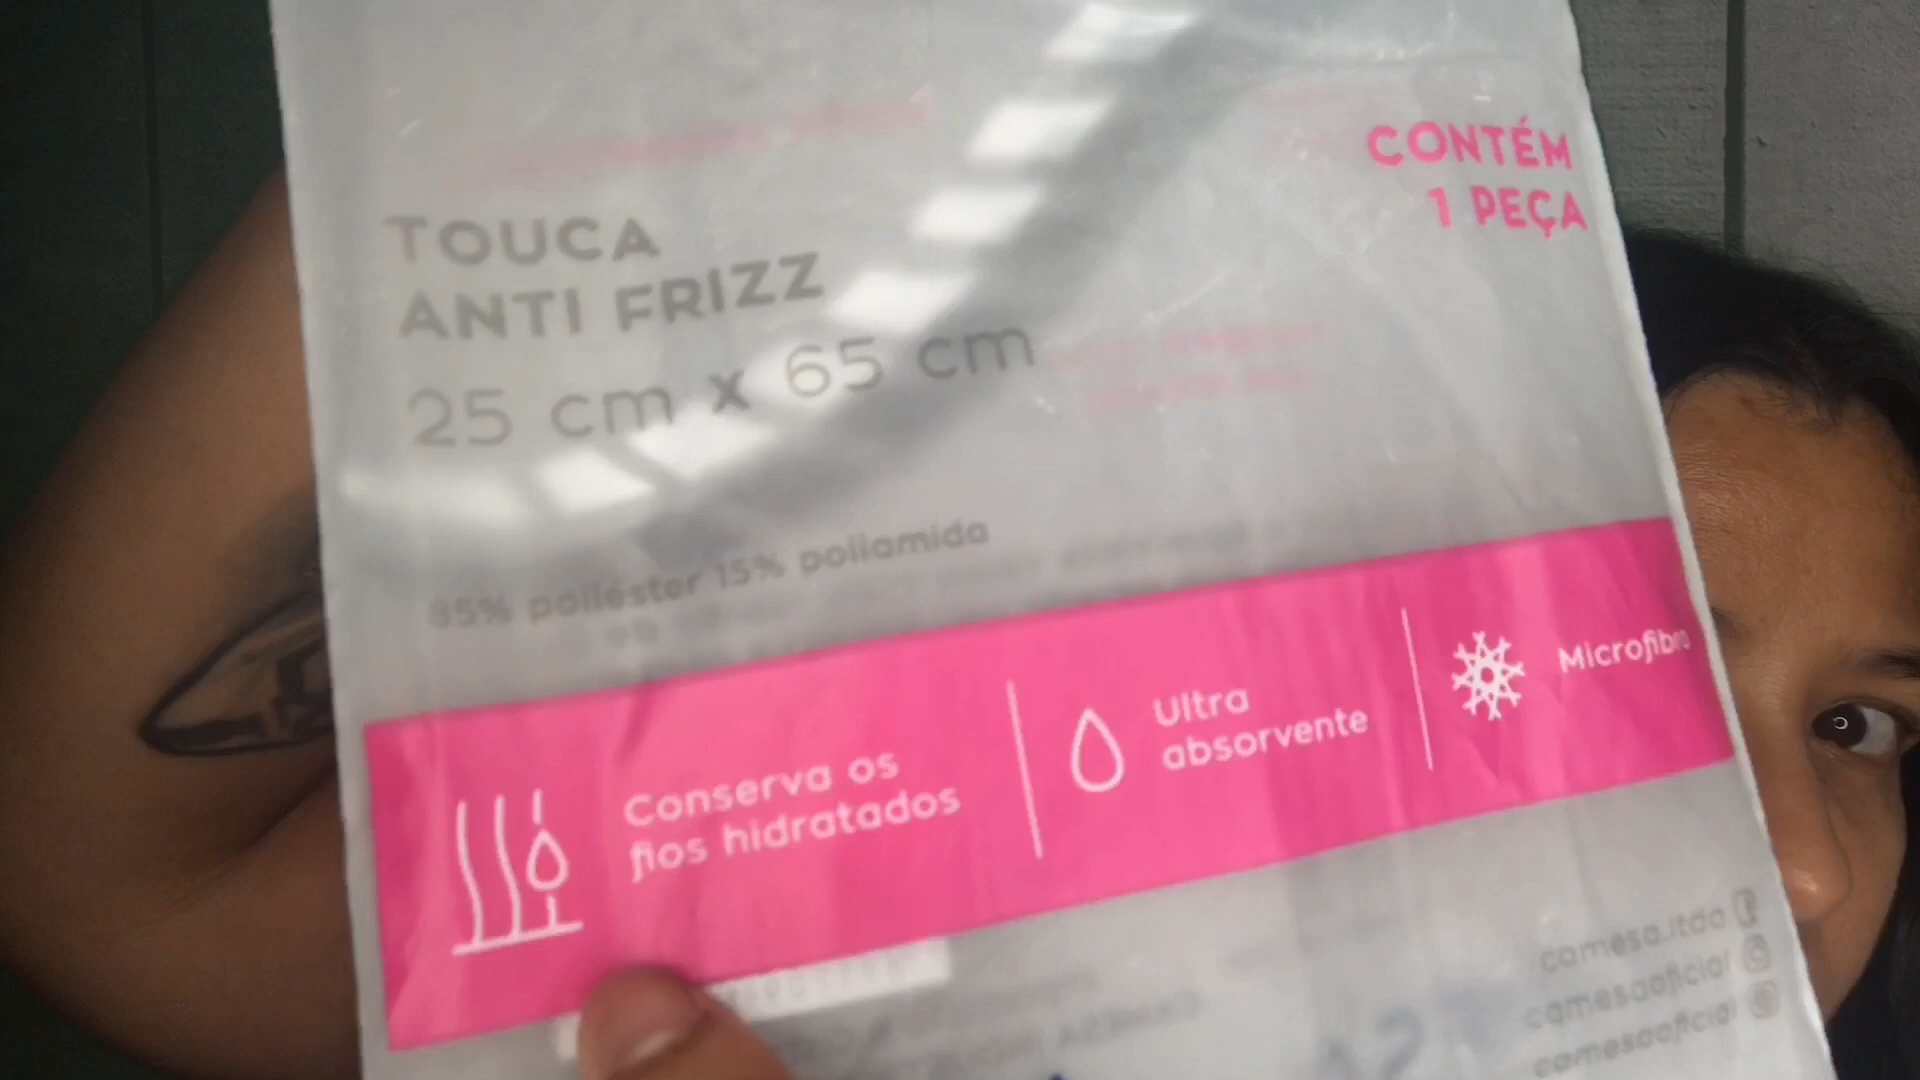 CONTÉM
1 PEÇA
TOUCA
ANTI FRIZZ
25 cm x 65 cm
85% poliéster 15% poliamida
Conserva os
fios hidratados
Ultra
absorvente
Microfibra
camesa.ltda
camesaoficial
camesaoficial